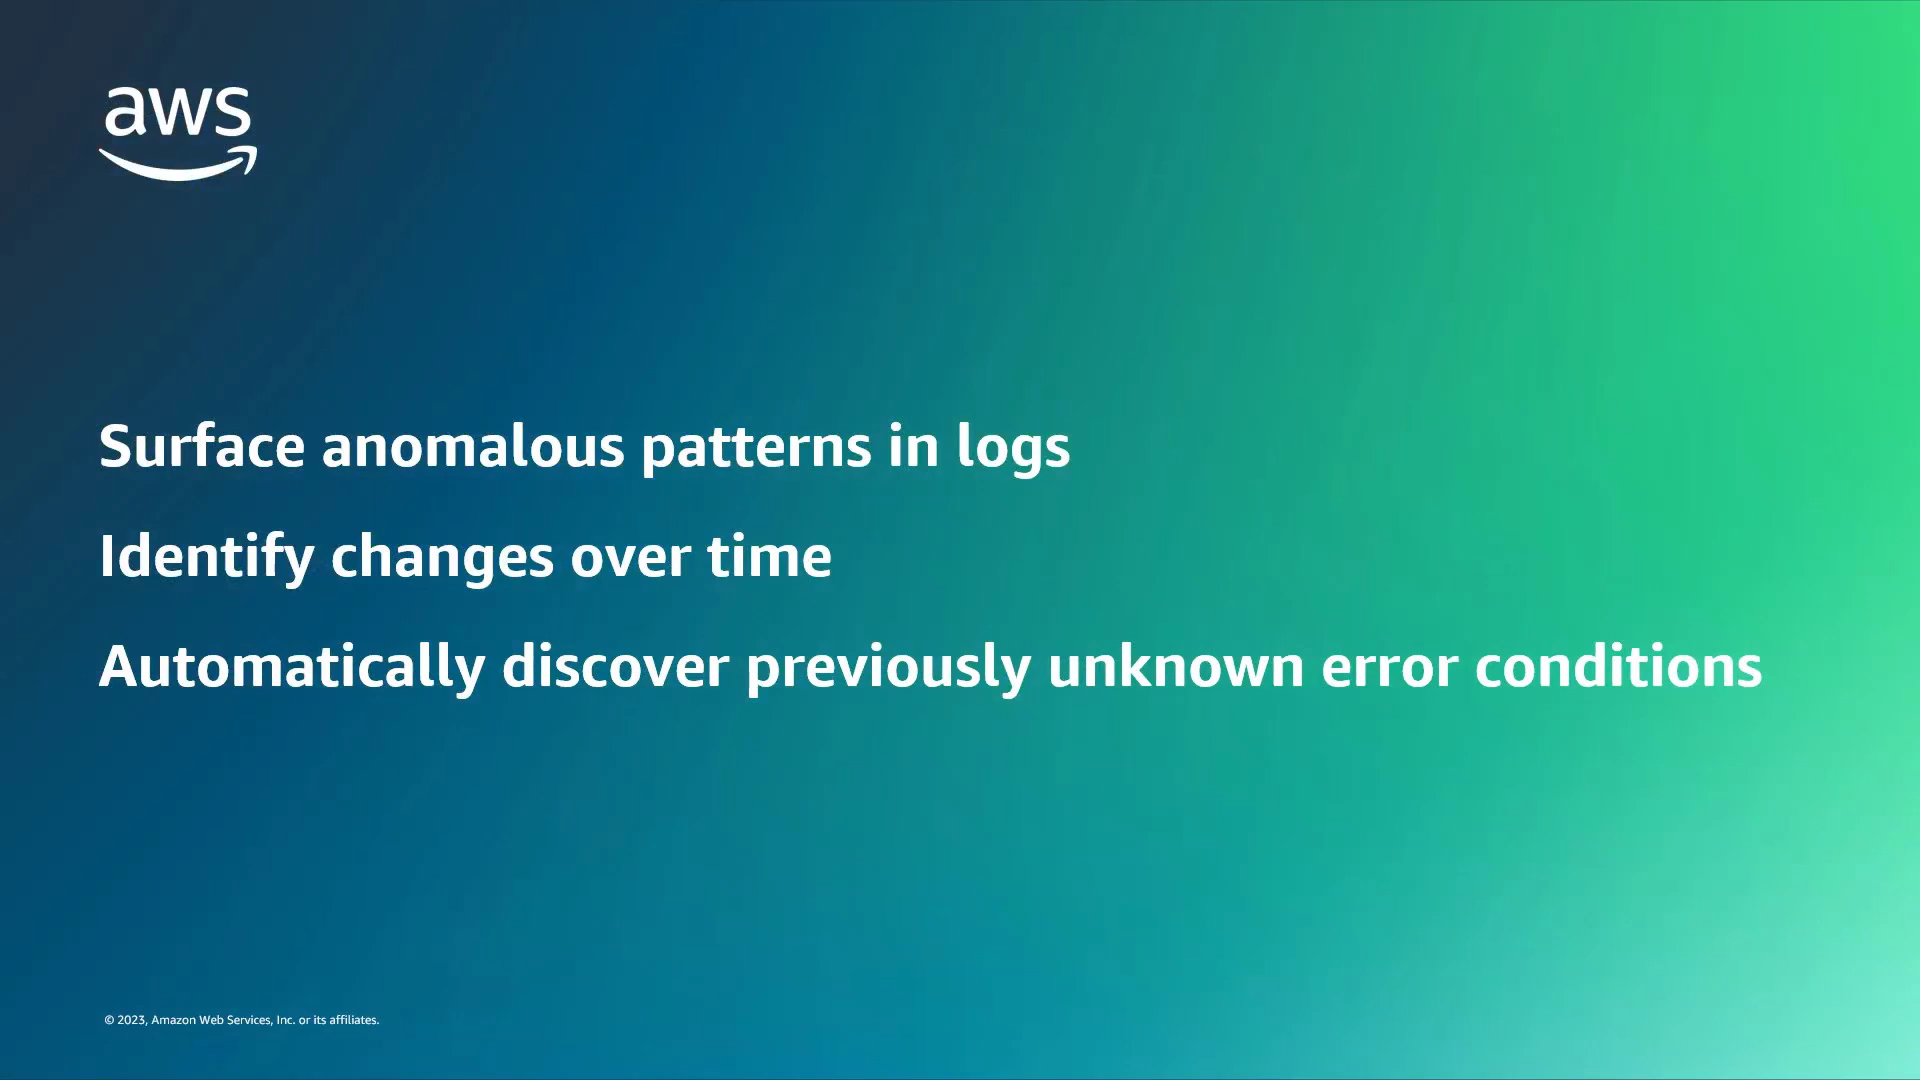 aws
Surface anomalous patterns in logs
Identify changes over time
Automatically discover previously unknown error conditions
© 2023, Amazon Web Services, Inc. or its affiliates.